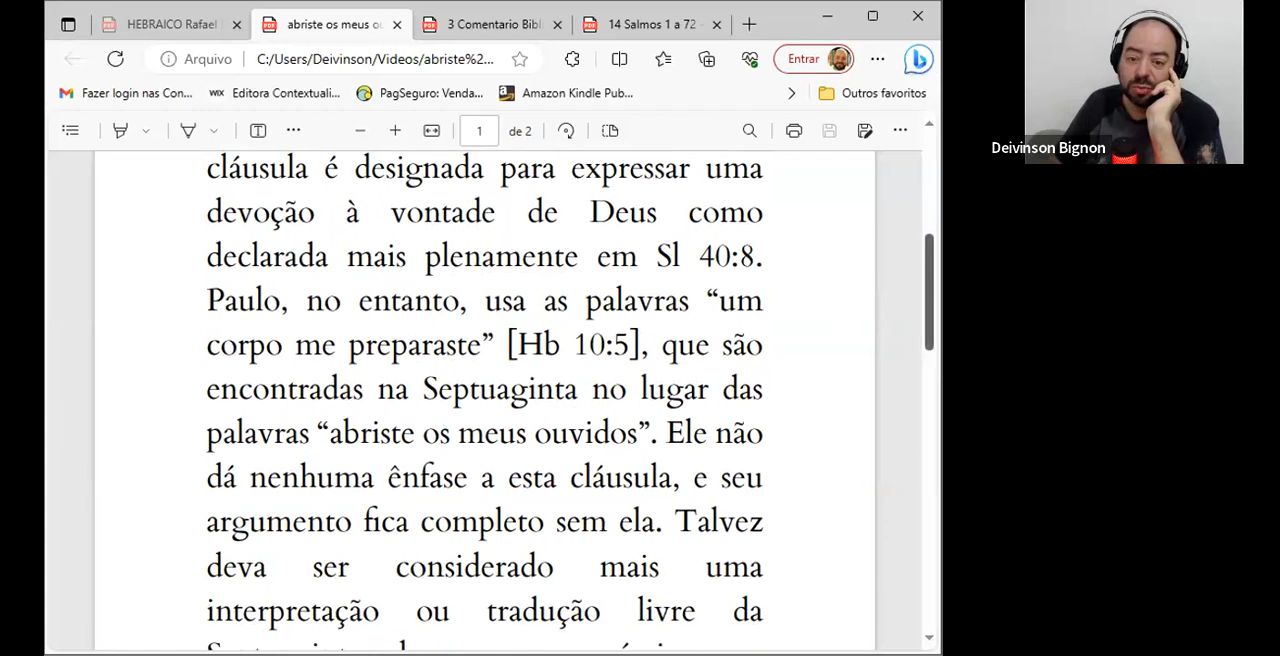 HEBRAICO Rafael
abriste os meus o
3 Comentario Bib
14 Salmos 1 a 72 -
Arquivo
C:/Users/Deivinson/Videos/abriste%2...
Entrar
Fazer login nas Con...
WIX
Editora Contextuali...
PagSeguro: Venda...
Amazon Kindle Pub...
Outros favoritos
1
de 2
cláusula é designada para expressar uma
devoção à vontade de Deus como
declarada mais plenamente em Sl 40:8.
Paulo, no entanto, usa as palavras “um
corpo me preparaste” [Hb 10:5], que são
encontradas na Septuaginta no lugar das
palavras “abriste os meus ouvidos”. Ele não
dá nenhuma ênfase a esta cláusula, e seu
argumento fica completo sem ela. Talvez
deva ser considerado mais uma
interpretação ou tradução livre da
Deivinson Bignon